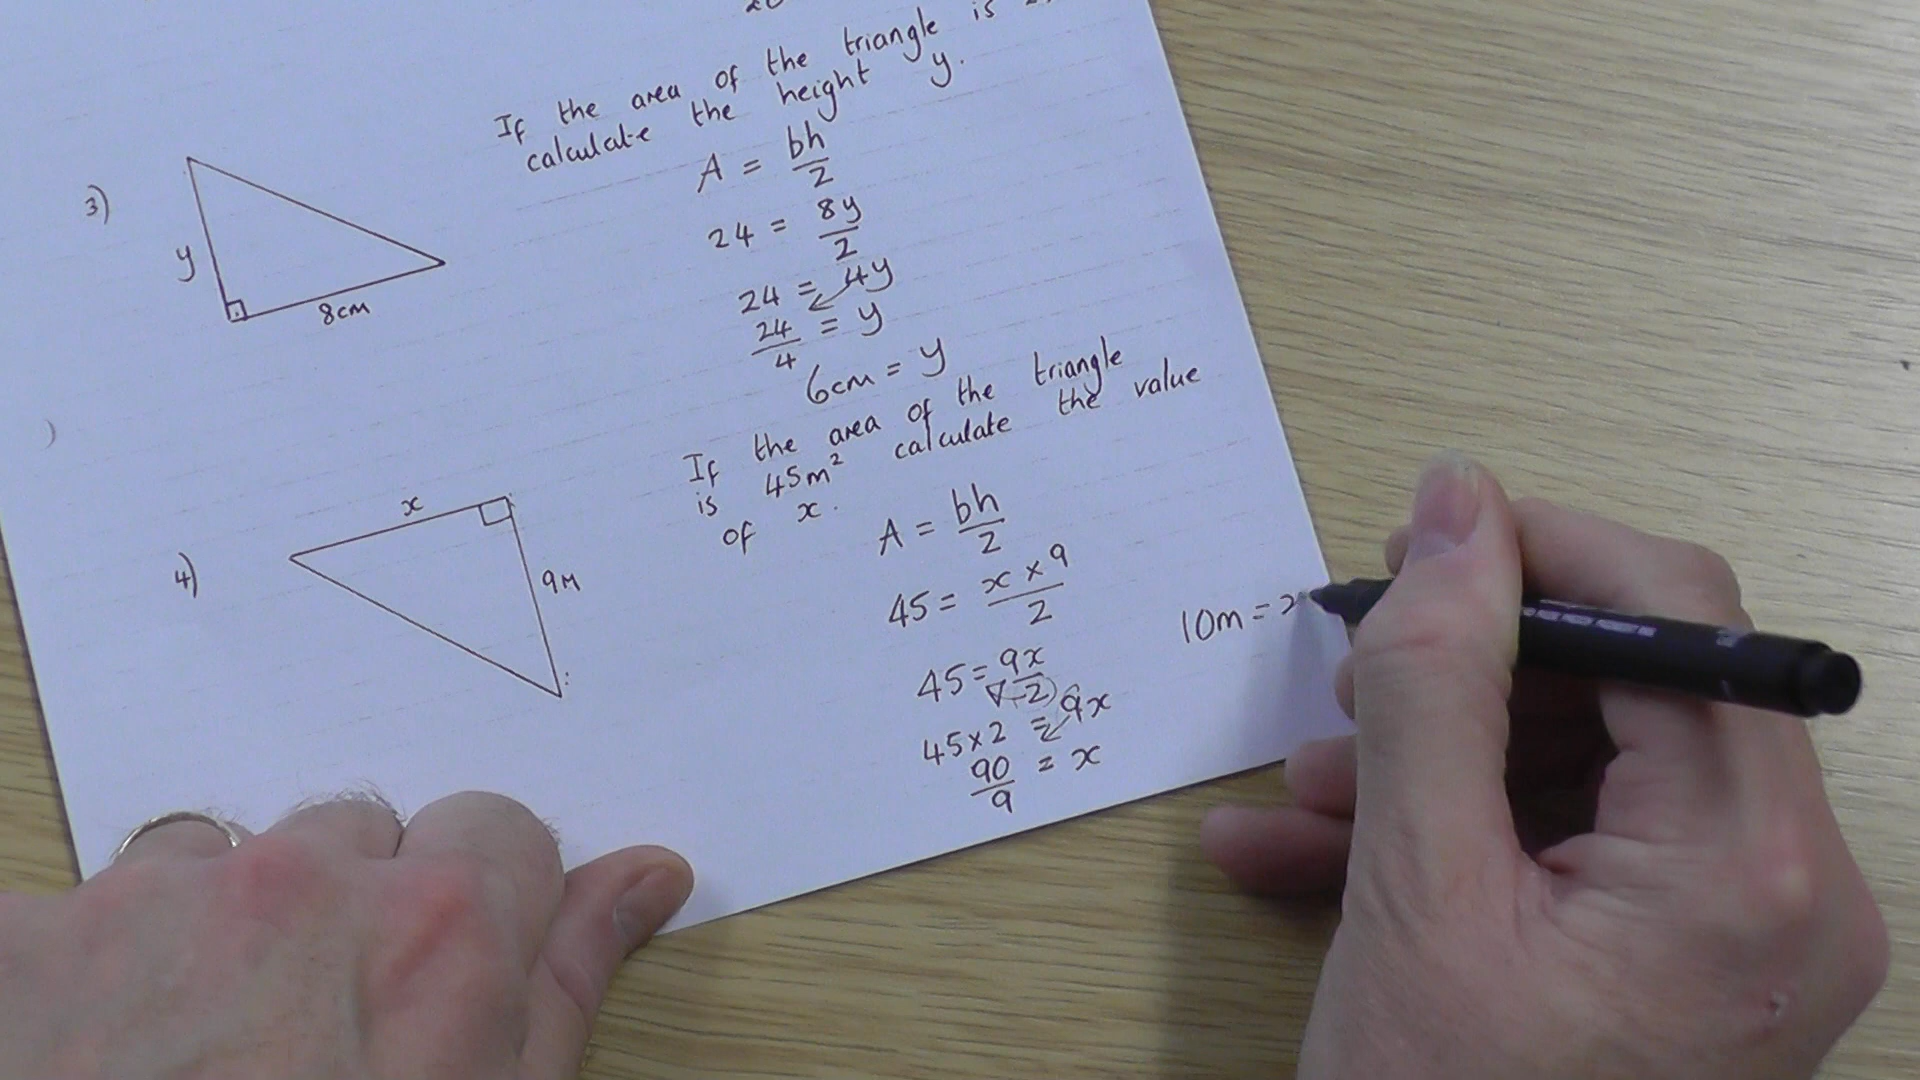 If the area of the triangle is
calculate the height y.
3)
y
8cm
A = bh/2
24 = 8y/2
24 = 4y
24/4 = y
6cm = y
If the area of the triangle
is 45m² calculate the value
of x.
4)
x
9M
A = bh/2
45 = x × 9/2
45 = 9x/2
45×2 = 9x
90/9 = x
10m = x